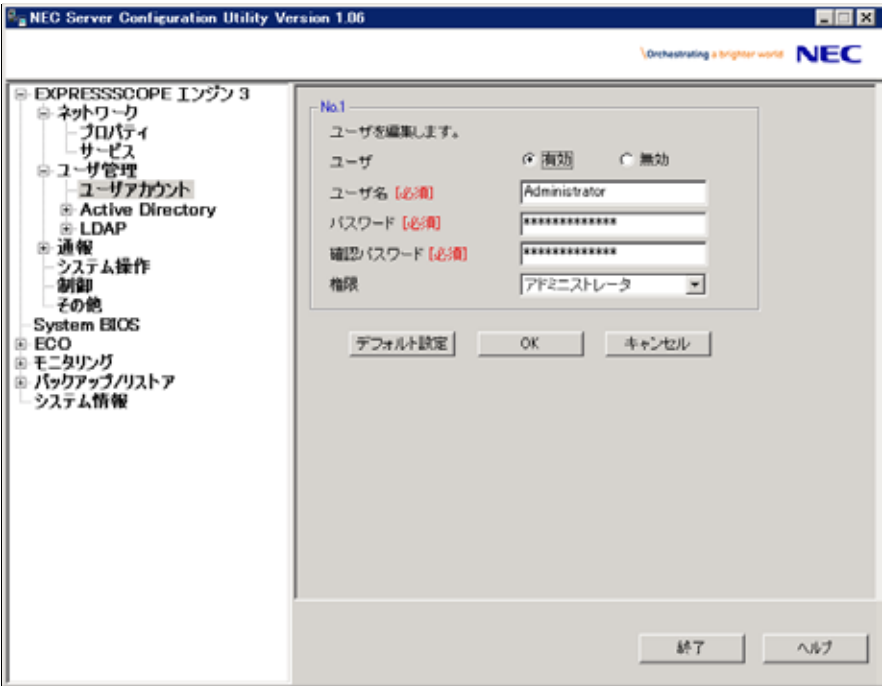 NEC Server Configuration Utility Version 1.06
\Orchestrating a brighter world NEC
EXPRESSSCOPE エンジン 3
ネットワーク
プロパティ
サービス
ユーザ管理
ユーザアカウント
Active Directory
LDAP
通報
システム操作
制御
その他
System BIOS
ECO
モニタリング
バックアップ/リストア
システム情報
No.1
ユーザを編集します。
ユーザ 有効 無効
ユーザ名 [必須] Administrator
パスワード [必須] *************
確認パスワード [必須] *************
権限 アドミニストレータ
デフォルト設定 OK キャンセル
終了 ヘルプ